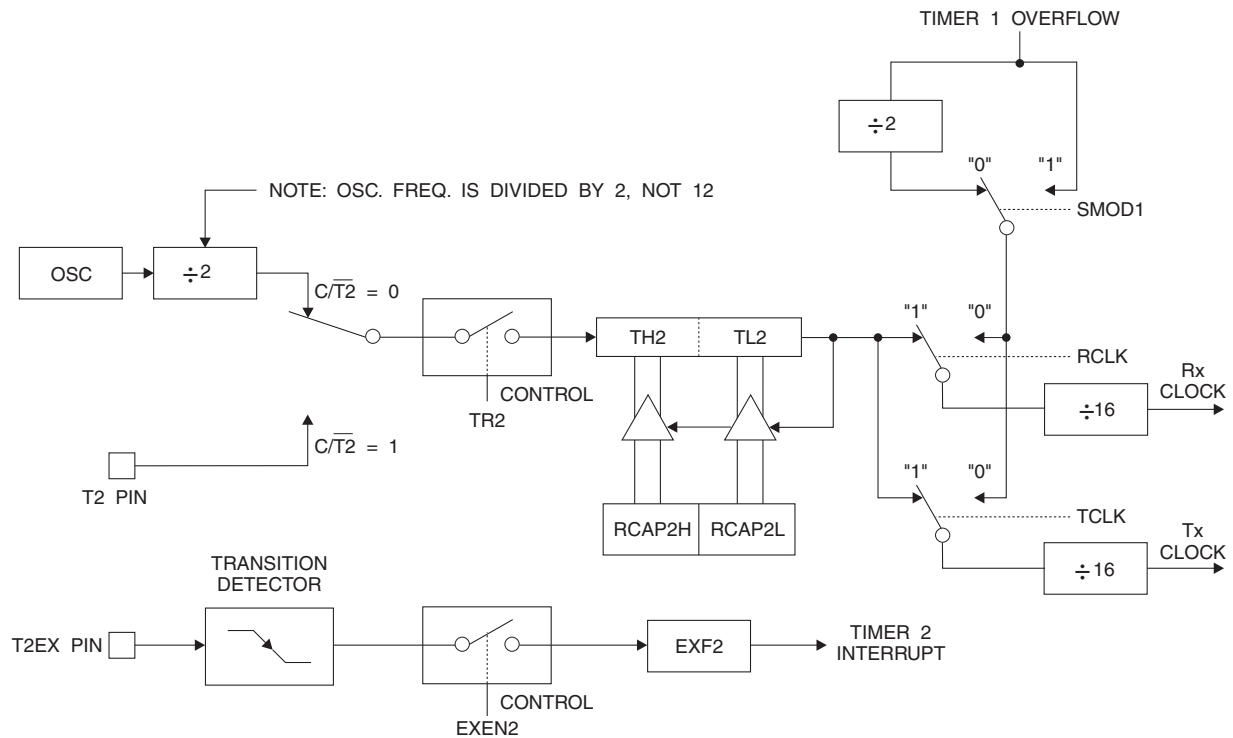 TIMER 1 OVERFLOW
÷2
"0" "1"
SMOD1
NOTE: OSC. FREQ. IS DIVIDED BY 2, NOT 12
OSC
÷2
C/T2 = 0
"1" "0"
TH2 TL2
RCLK
Rx
CLOCK
CONTROL
TR2
÷16
C/T2 = 1
T2 PIN
"1" "0"
RCAP2H RCAP2L
TCLK
Tx
CLOCK
÷16
TRANSITION
DETECTOR
T2EX PIN
EXF2
TIMER 2
INTERRUPT
CONTROL
EXEN2